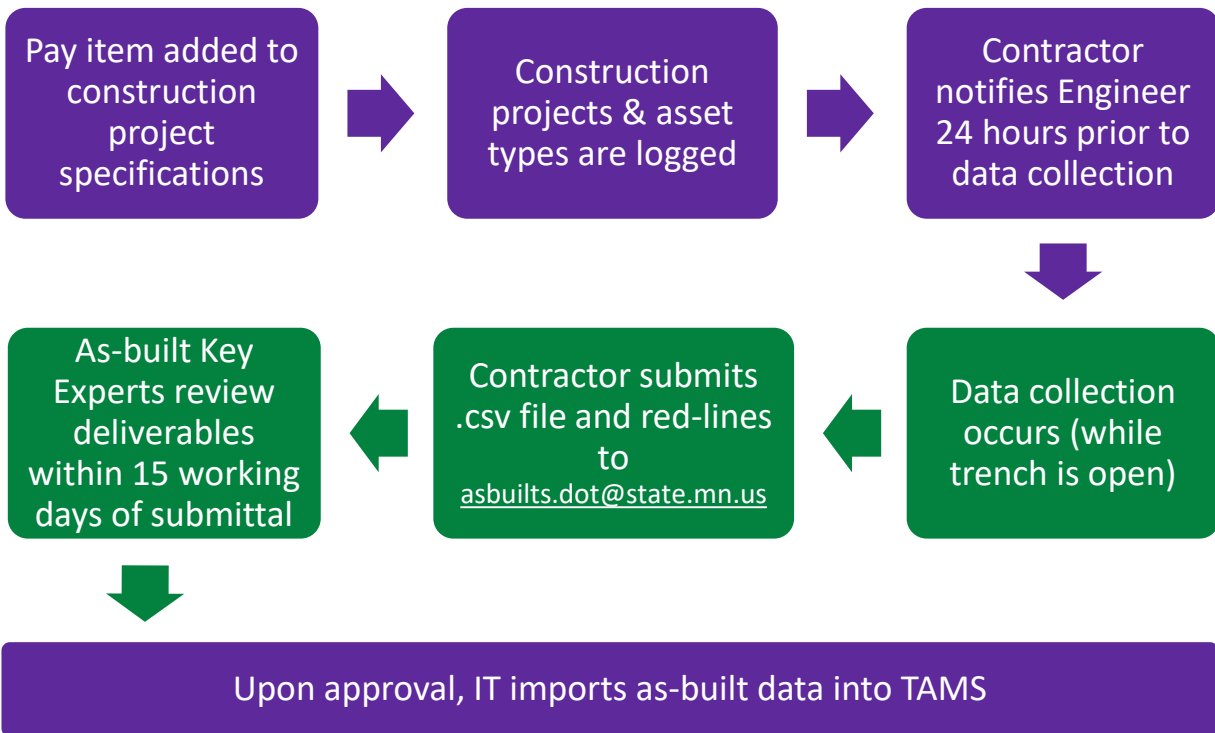 Pay item added to
construction
project
specifications
Construction
projects & asset
types are logged
Contractor
notifies Engineer
24 hours prior to
data collection
Data collection
occurs (while
trench is open)
Contractor submits
.csv file and red-lines
to
asbuilts.dot@state.mn.us
As-built Key
Experts review
deliverables
within 15 working
days of submittal
Upon approval, IT imports as-built data into TAMS